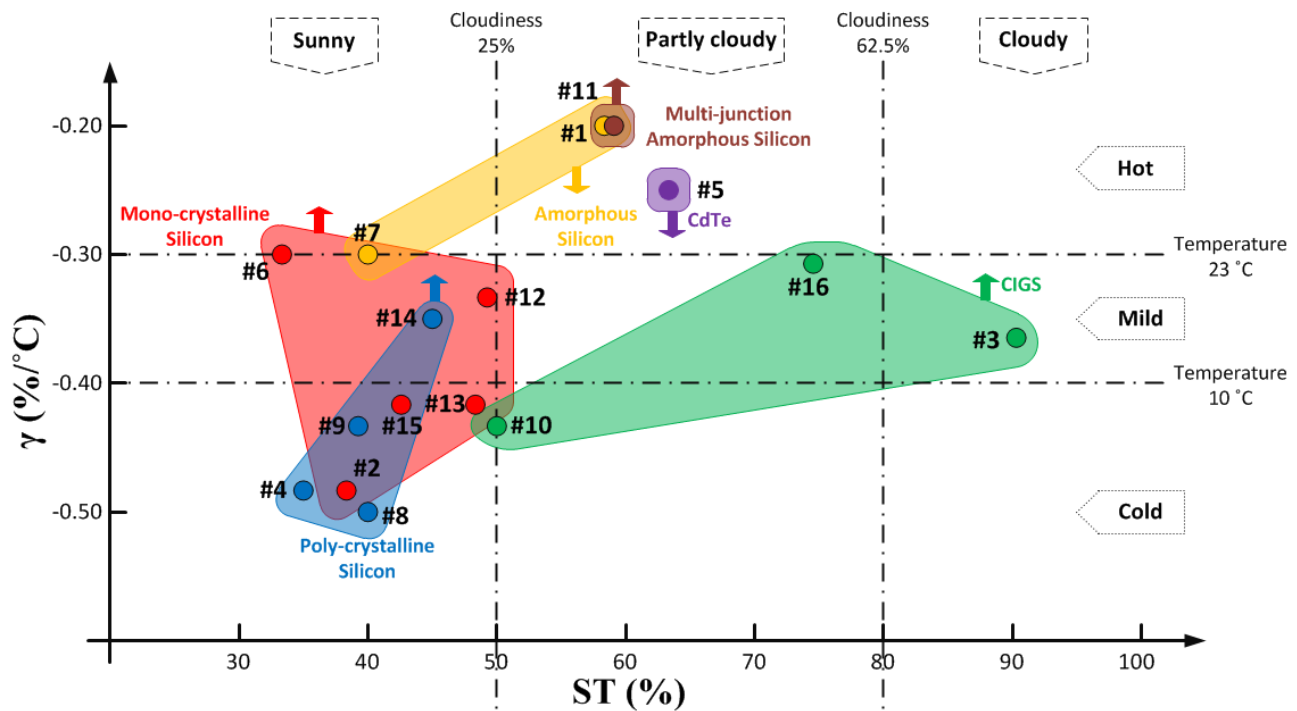 Sunny
Cloudiness
25%
Partly cloudy
Cloudiness
62.5%
Cloudy
#11
-0.20
#1
Multi-junction
Amorphous Silicon
Hot
#5
Mono-crystalline
Silicon
#7
Amorphous
Silicon
CdTe
-0.30
#6
Temperature
23 ˚C
#16
CIGS
#12
#14
#3
Mild
-0.40
Temperature
10 ˚C
#13
#9
#15
#10
#2
#4
-0.50
#8
Cold
Poly-crystalline
Silicon
γ (%/˚C)
30
40
50
60
70
80
90
100
ST (%)